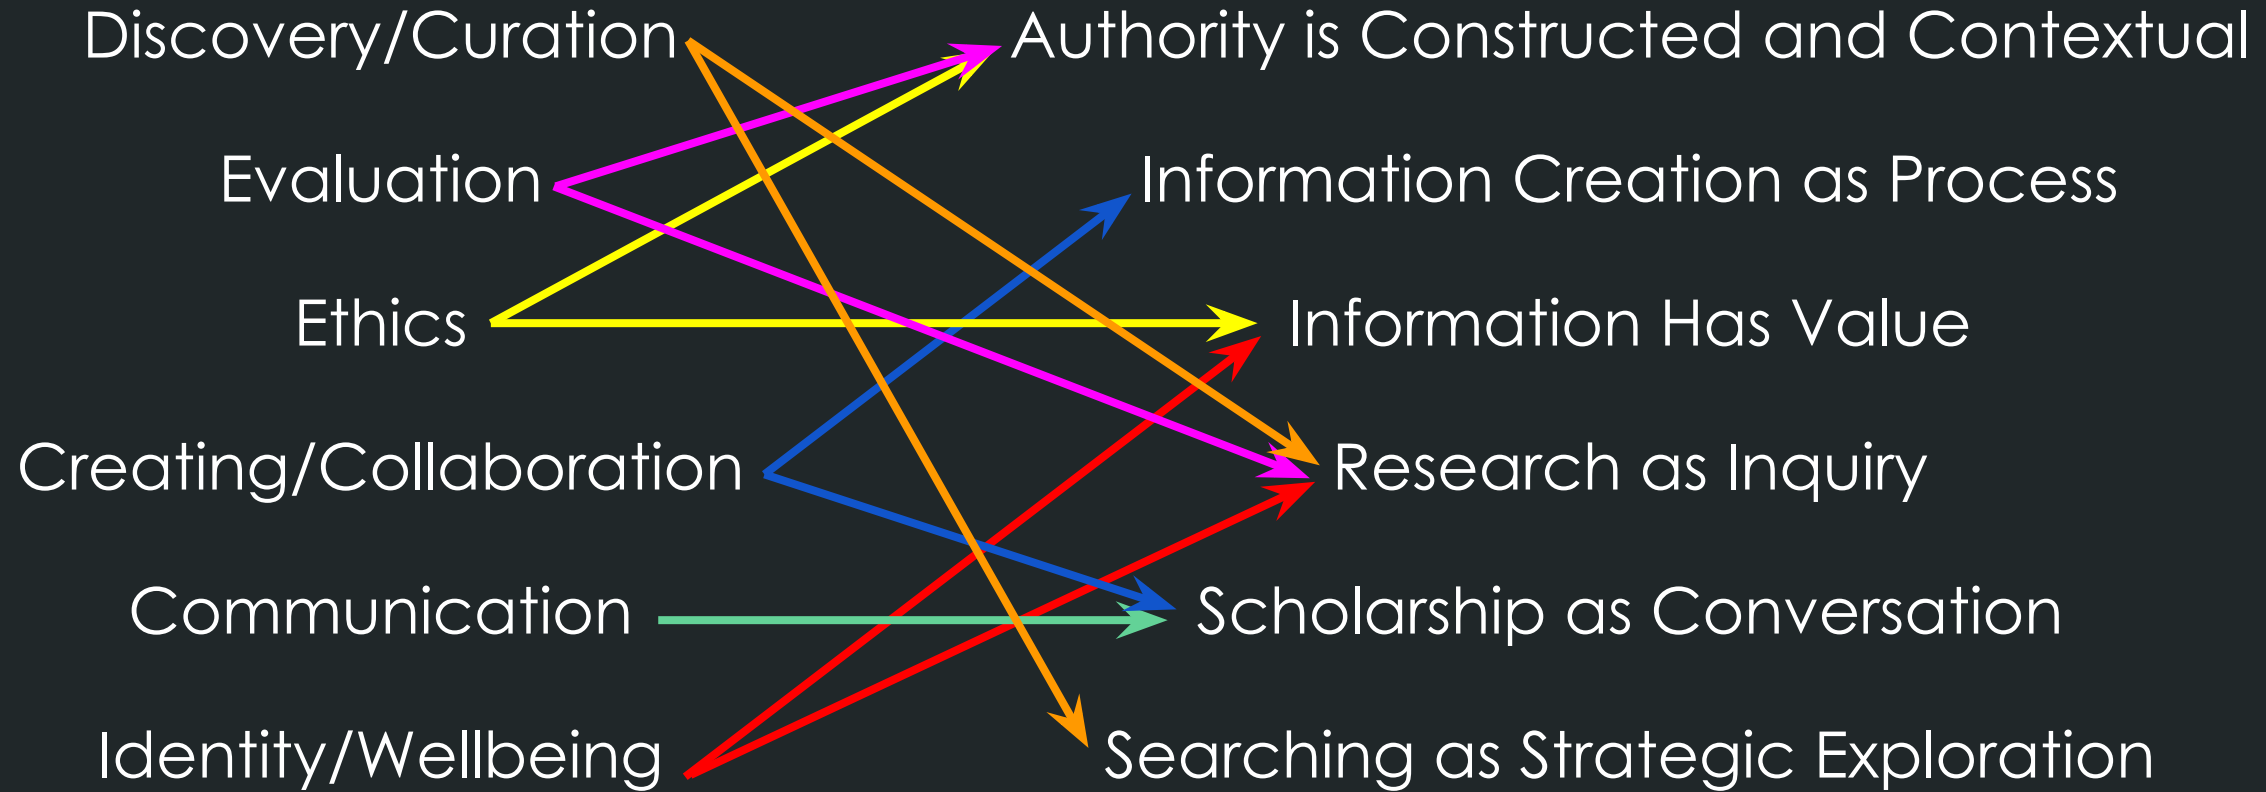 Discovery/Curation
Authority is Constructed and Contextual
Evaluation
Information Creation as Process
Ethics
Information Has Value
Creating/Collaboration
Research as Inquiry
Communication
Scholarship as Conversation
Identity/Wellbeing
Searching as Strategic Exploration